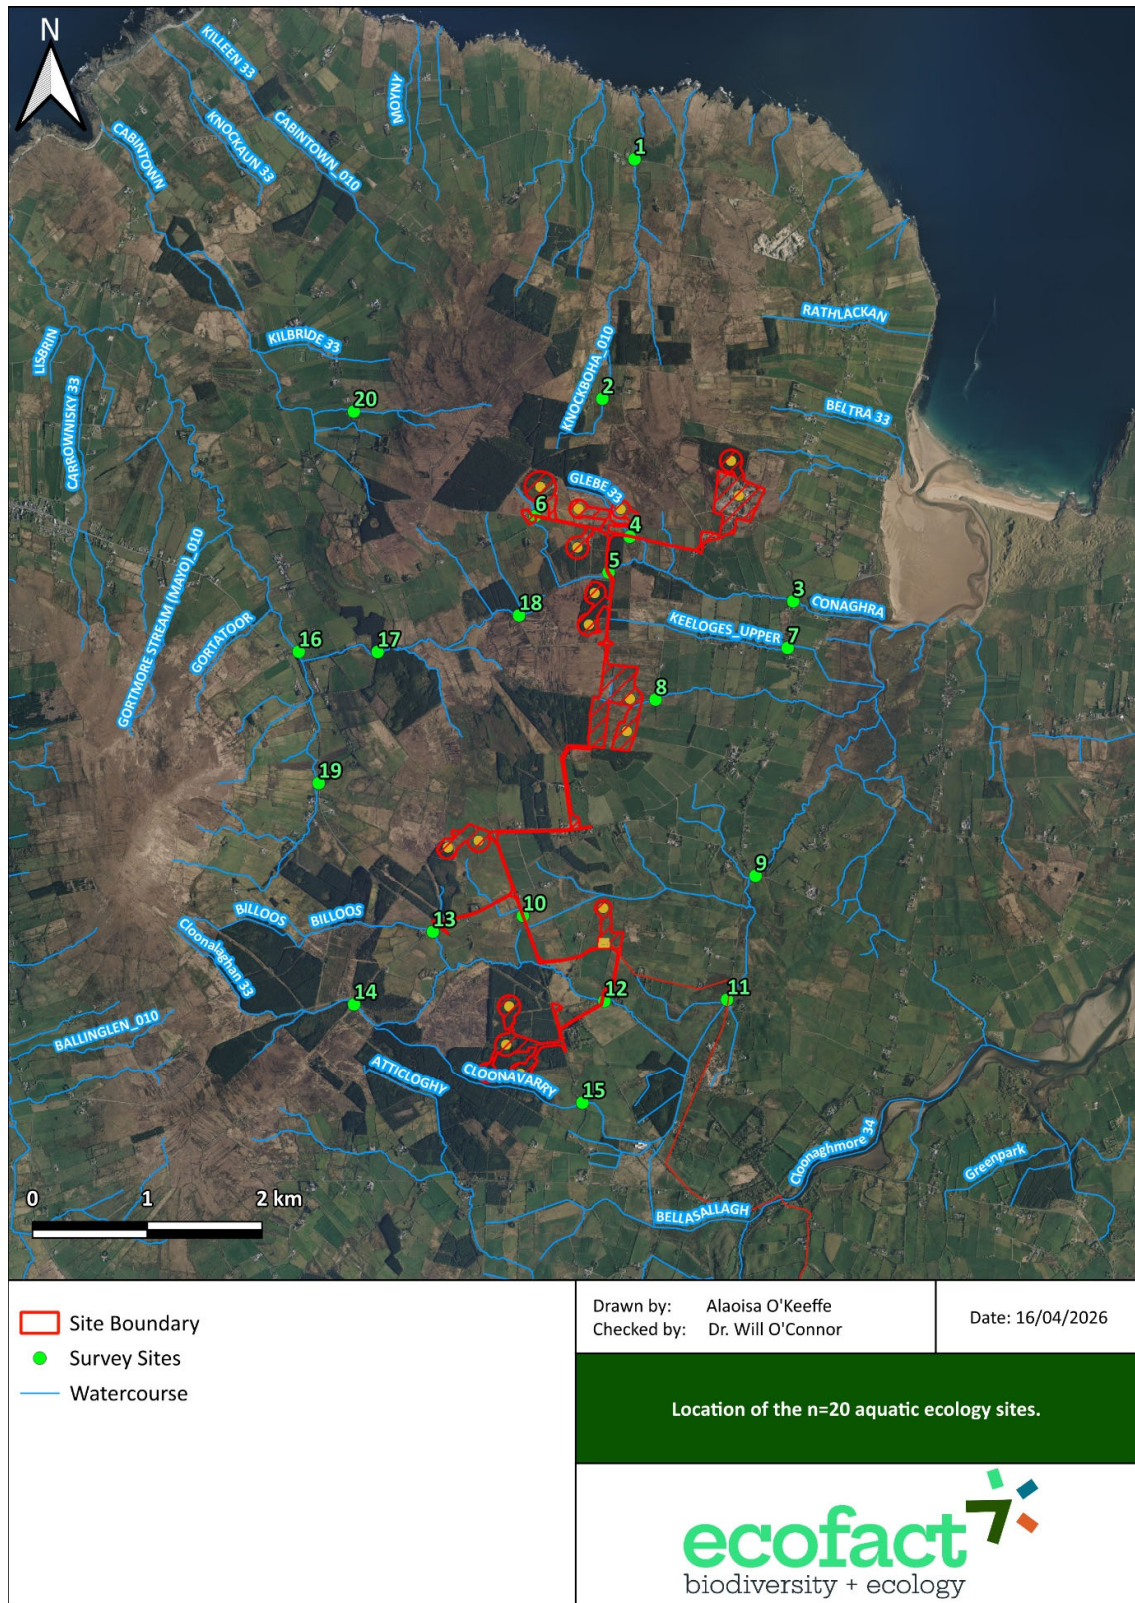 N
KILLEEN 33
MOYNY
CABINTOWN
KNOCKAUN 33
CABINTOWN_010
1
RATHLACKAN
LISBRIN
KILBRIDE 33
KNOCKBOHA_010
CARROWNISKY 33
20
2
BELTRA 33
GLEBE 33
6
4
5
3
CONAGHRA
18
KEELOGES_UPPER
7
GORTMORE STREAM (MAYO)_010
GORTATOOR
16
17
8
19
9
BILLOOS
BILLOOS
13
10
Cloonalaghan 33
14
12
11
BALLINGLEN_010
ATTICLOGHY
CLOONAVARRY
15
Cloonaghmore 34
Greenpark
BELLASALLAGH
0 1 2 km
Site Boundary
Survey Sites
Watercourse
Drawn by: Alaoisa O'Keeffe
Checked by: Dr. Will O'Connor
Date: 16/04/2026
Location of the n=20 aquatic ecology sites.
ecofact
biodiversity + ecology